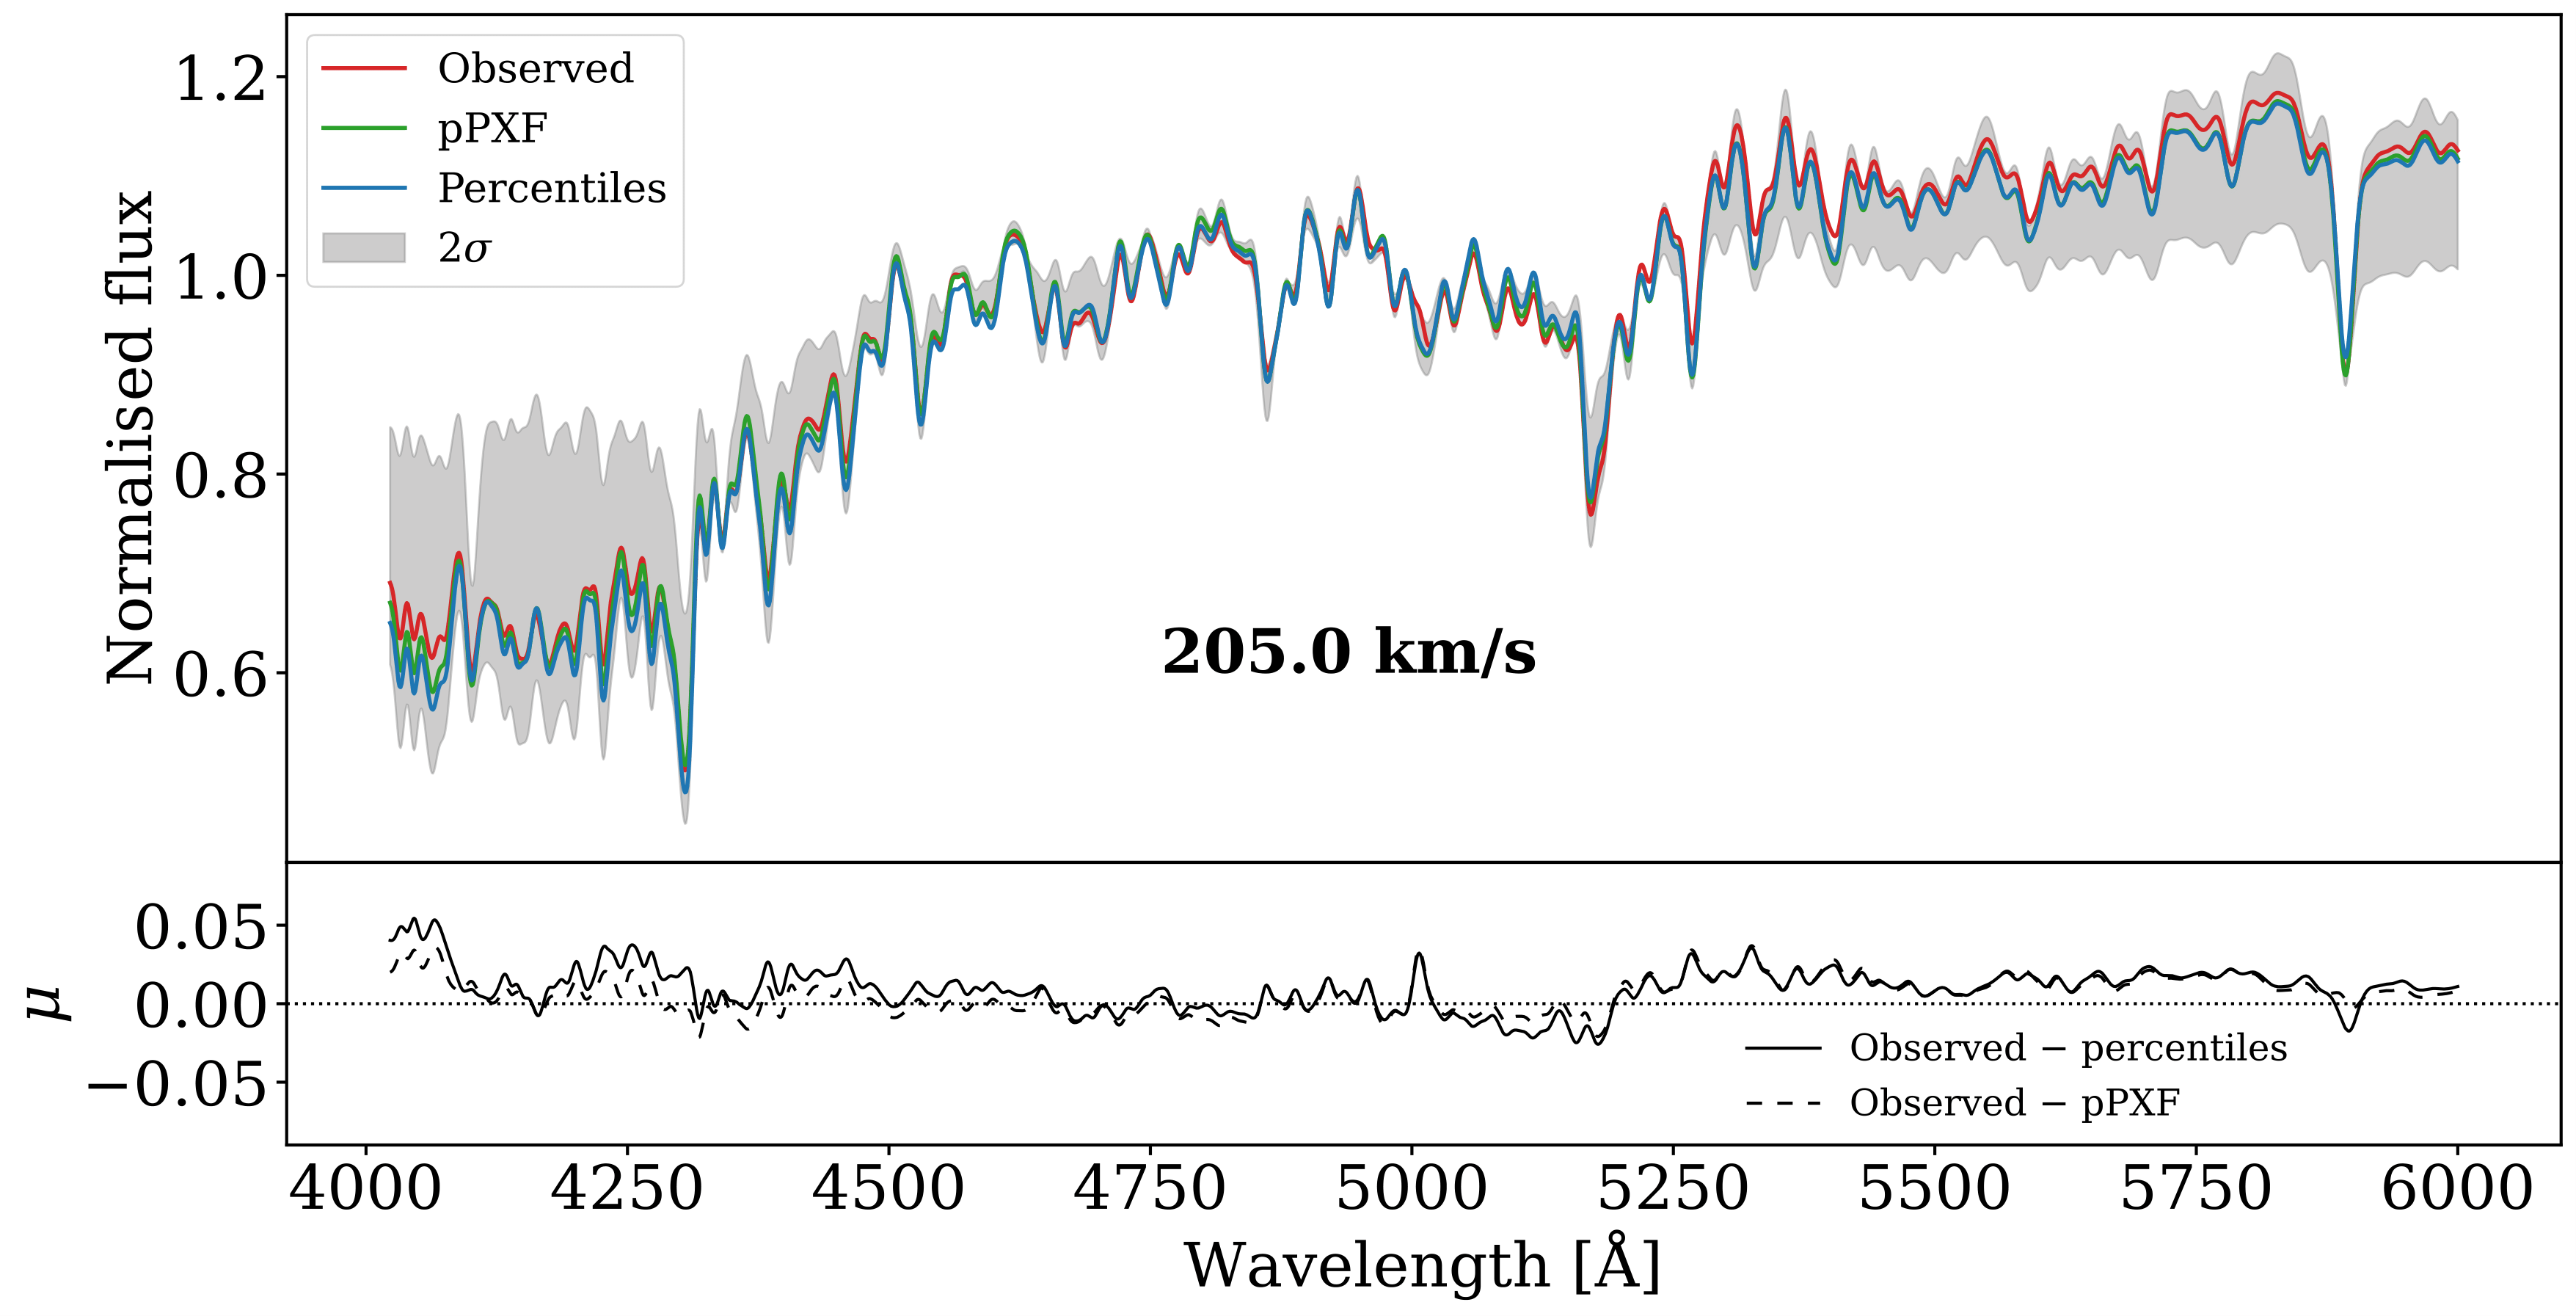 Observed
pPXF
Percentiles
2σ
1.2
1.0
0.8
0.6
Normalised flux
205.0 km/s
0.05
0.00
−0.05
μ
Observed − percentiles
Observed − pPXF
4000 4250 4500 4750 5000 5250 5500 5750 6000
Wavelength [Å]